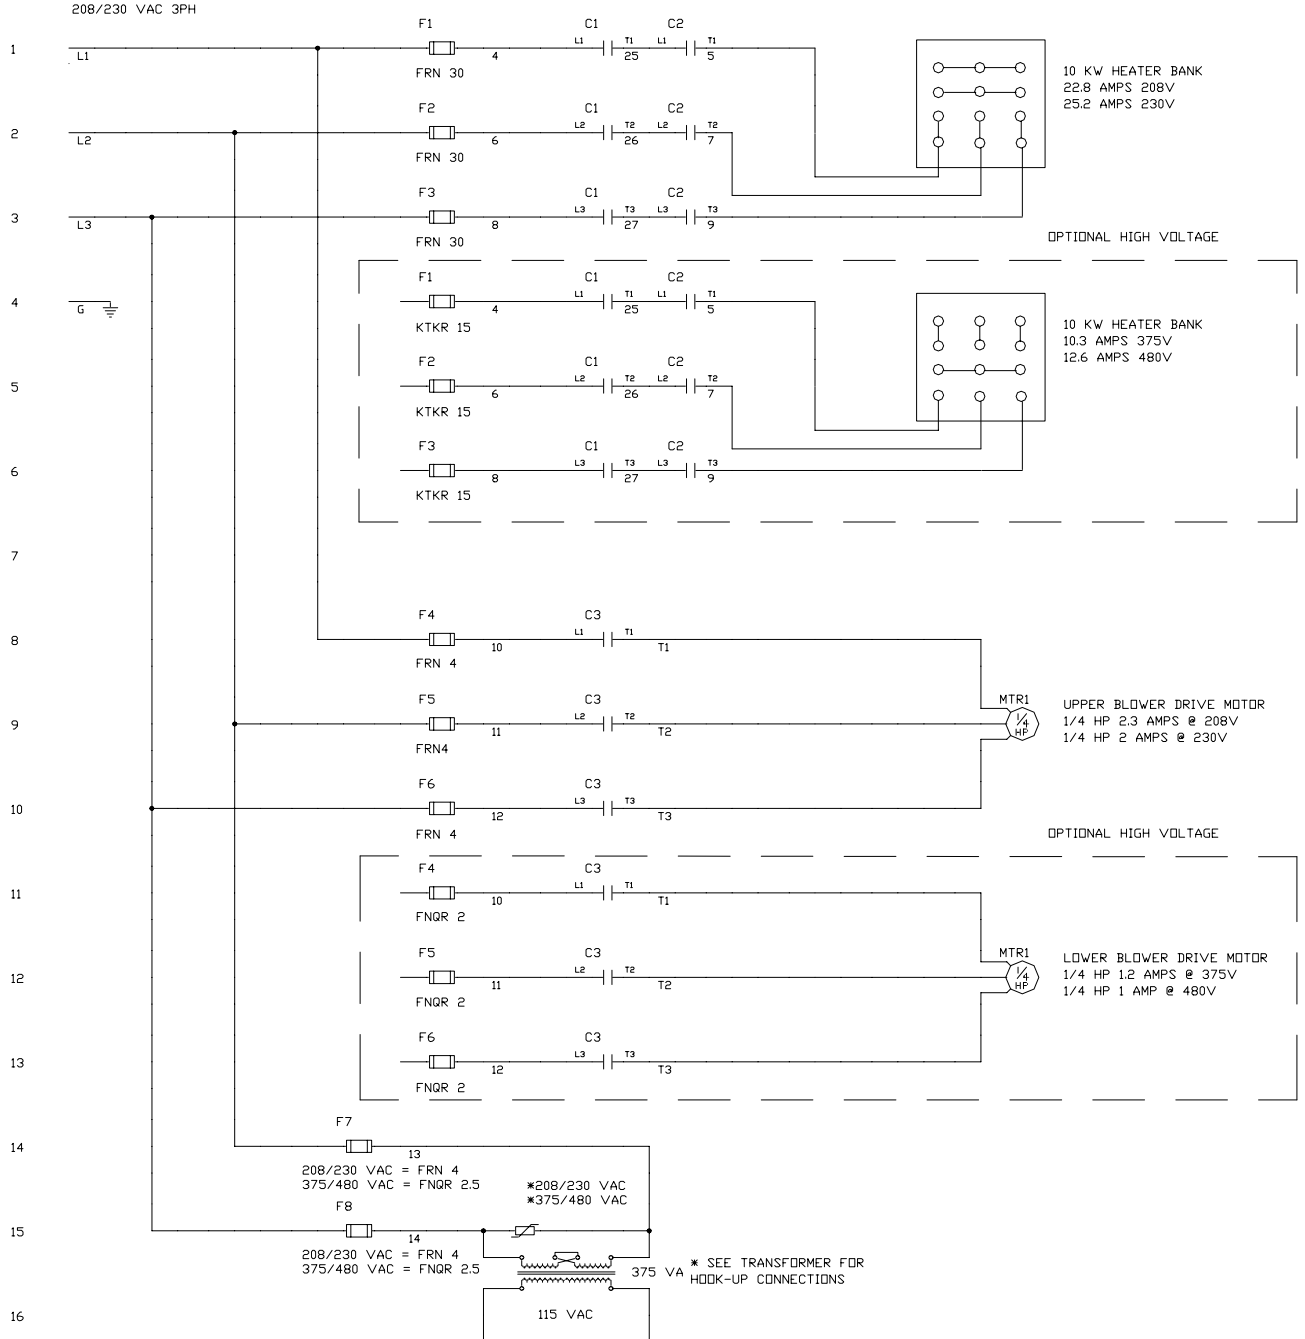 208/230 VAC 3PH
F1 C1 C2
1 L1 L1 T1 L1 T1
4 25 5
FRN 30
10 KW HEATER BANK
22.8 AMPS 208V
25.2 AMPS 230V
F2 C1 C2
2 L2 L2 T2 L2 T2
6 26 7
FRN 30
F3 C1 C2
3 L3 L3 T3 L3 T3
8 27 9
FRN 30
OPTIONAL HIGH VOLTAGE
F1 C1 C2
4 G L1 T1 L1 T1
4 25 5
KTKR 15
10 KW HEATER BANK
10.3 AMPS 375V
12.6 AMPS 480V
F2 C1 C2
5 L2 T2 L2 T2
6 26 7
KTKR 15
F3 C1 C2
6 L3 T3 L3 T3
8 27 9
KTKR 15
7
F4 C3
8 L1 T1
10 T1
FRN 4
F5 C3
9 L2 T2
11 T2
FRN4
MTR1
1/4 HP
UPPER BLOWER DRIVE MOTOR
1/4 HP 2.3 AMPS @ 208V
1/4 HP 2 AMPS @ 230V
F6 C3
10 L3 T3
12 T3
FRN 4
OPTIONAL HIGH VOLTAGE
F4 C3
11 L1 T1
10 T1
FNQR 2
F5 C3
12 L2 T2
11 T2
FNQR 2
MTR1
1/4 HP
LOWER BLOWER DRIVE MOTOR
1/4 HP 1.2 AMPS @ 375V
1/4 HP 1 AMP @ 480V
F6 C3
13 L3 T3
12 T3
FNQR 2
F7
14 13
208/230 VAC = FRN 4
375/480 VAC = FNQR 2.5
*208/230 VAC
*375/480 VAC
F8
15 14
208/230 VAC = FRN 4
375/480 VAC = FNQR 2.5
375 VA
* SEE TRANSFORMER FOR
HOOK-UP CONNECTIONS
16 115 VAC